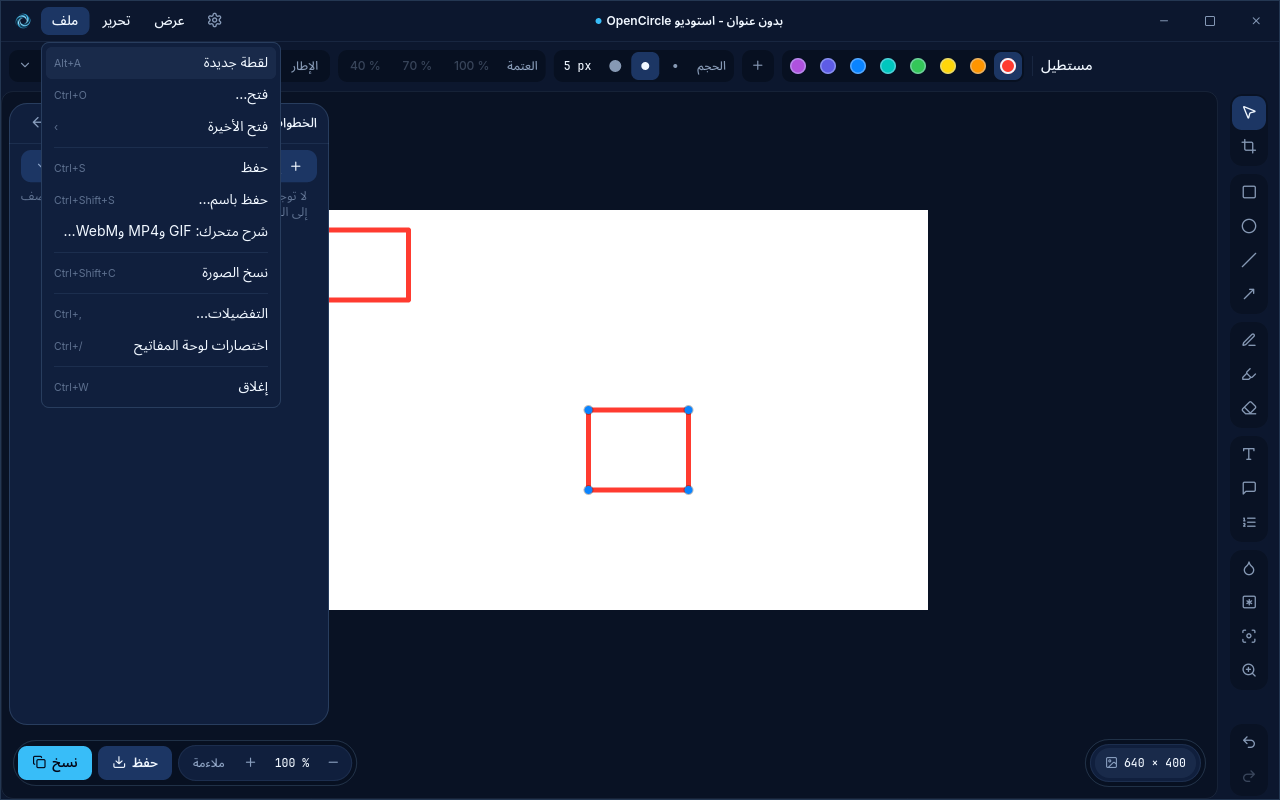 ملف
تحرير
عرض
بدون عنوان - استوديو OpenCircle
مستطيل
الحجم
5 px
العتمة
100 %
70 %
40 %
الإطار
لقطة جديدة Alt+A
فتح... Ctrl+O
فتح الأخيرة
حفظ Ctrl+S
حفظ باسم... Ctrl+Shift+S
شرح متحرك: GIF وMP4 وWebM...
نسخ الصورة Ctrl+Shift+C
التفضيلات... Ctrl+,
اختصارات لوحة المفاتيح Ctrl+/
إغلاق Ctrl+W
لا
640 × 400
100 %
ملاءمة
حفظ
نسخ